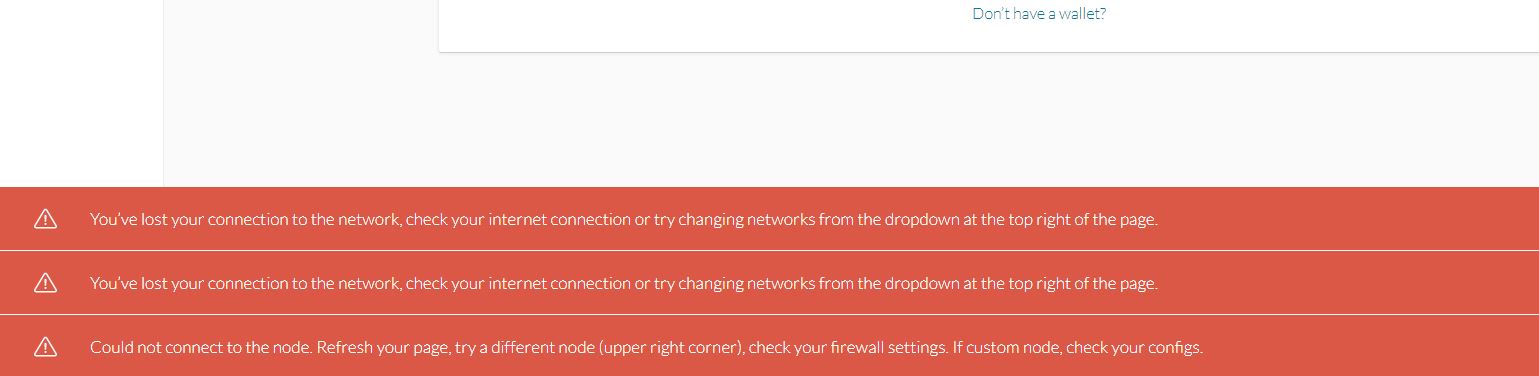 Don't have a wallet?
You've lost your connection to the network, check your internet connection or try changing networks from the dropdown at the top right of the page.
You've lost your connection to the network, check your internet connection or try changing networks from the dropdown at the top right of the page.
Could not connect to the node. Refresh your page, try a different node (upper right corner), check your firewall settings. If custom node, check your configs.